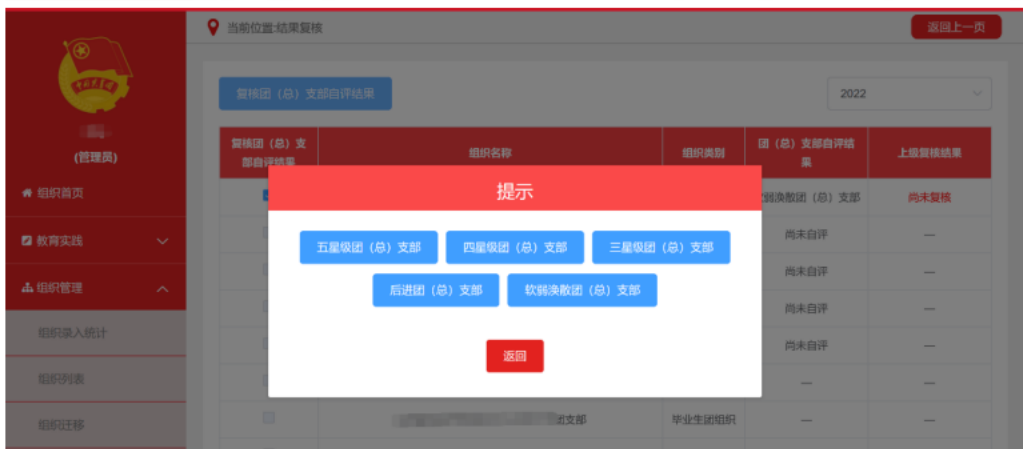 当前位置:结果复核
返回上一页
(管理员)
组织首页
教育实践
组织管理
组织录入统计
组织列表
组织迁移
复核团（总）支部自评结果
2022
复核团（总）支
部自评结果
组织名称
组织类别
团（总）支部自评结
果
上级复核结果
软弱涣散团（总）支部
尚未复核
尚未自评
—
尚未自评
—
尚未自评
—
尚未自评
—
—
—
团支部
毕业生团组织
—
—
提示
五星级团（总）支部
四星级团（总）支部
三星级团（总）支部
后进团（总）支部
软弱涣散团（总）支部
返回